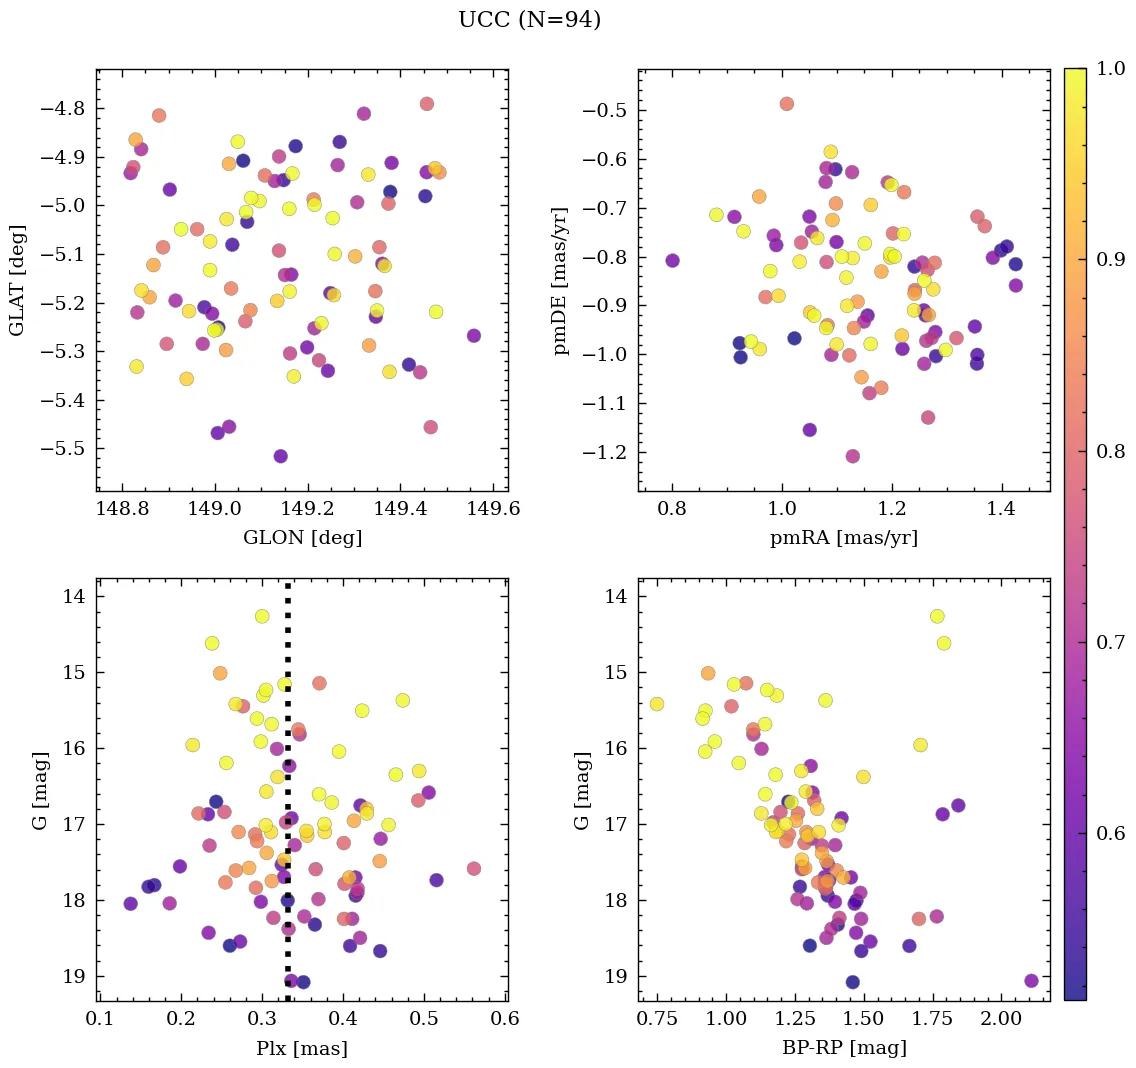 UCC (N=94)
−4.8
−4.9
−5.0
−5.1
−5.2
−5.3
−5.4
−5.5
GLAT [deg]
148.8 149.0 149.2 149.4 149.6
GLON [deg]
−0.5
−0.6
−0.7
−0.8
−0.9
−1.0
−1.1
−1.2
pmDE [mas/yr]
0.8 1.0 1.2 1.4
pmRA [mas/yr]
1.0
0.9
0.8
0.7
0.6
14
15
16
17
18
19
G [mag]
0.1 0.2 0.3 0.4 0.5 0.6
Plx [mas]
14
15
16
17
18
19
G [mag]
0.75 1.00 1.25 1.50 1.75 2.00
BP-RP [mag]